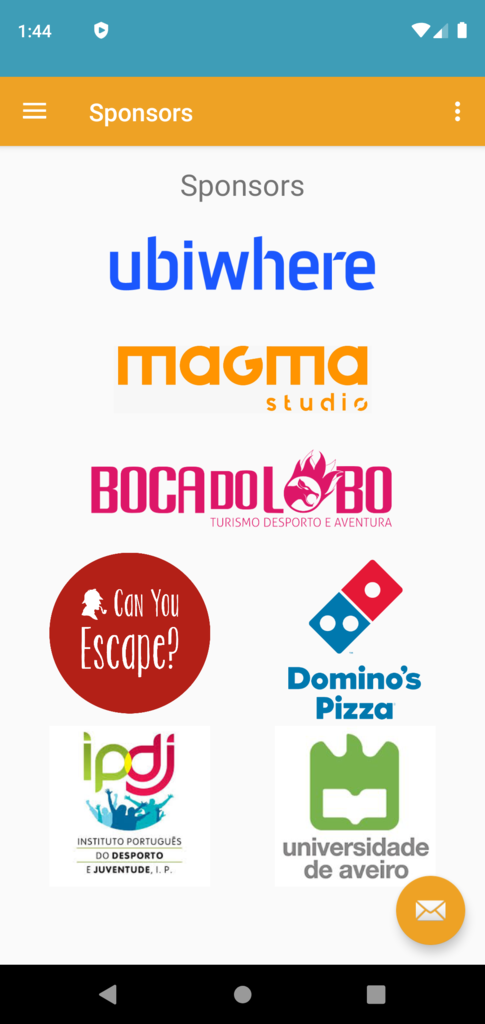 1:44
Sponsors
Sponsors
ubiwhere
magma
studio
BOCA DO LOBO
TURISMO DESPORTO E AVENTURA
CAN YOU
ESCAPE?
Domino's
Pizza
ipdj
INSTITUTO PORTUGUÊS
DO DESPORTO
E JUVENTUDE, I. P.
universidade
de aveiro